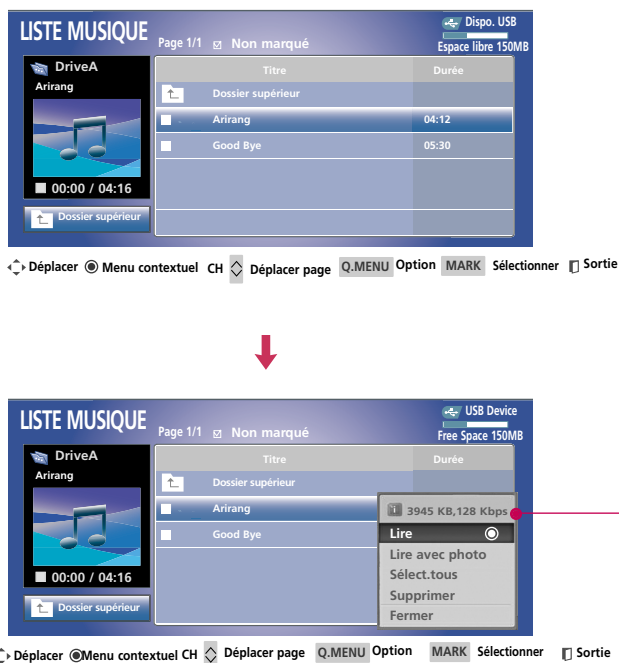 LISTE MUSIQUE
Page 1/1 Non marqué
Dispo. USB
Espace libre 150MB
DriveA
Arirang
00:00 / 04:16
Dossier supérieur
Titre Durée
Dossier supérieur
Arirang 04:12
Good Bye 05:30
Déplacer Menu contextuel CH Déplacer page Q.MENU Option MARK Sélectionner Sortie
LISTE MUSIQUE
Page 1/1 Non marqué
USB Device
Free Space 150MB
DriveA
Arirang
00:00 / 04:16
Dossier supérieur
Titre Durée
Dossier supérieur
Arirang
Good Bye
3945 KB,128 Kbps
Lire
Lire avec photo
Sélect.tous
Supprimer
Fermer
Déplacer Menu contextuel CH Déplacer page Q.MENU Option MARK Sélectionner Sortie